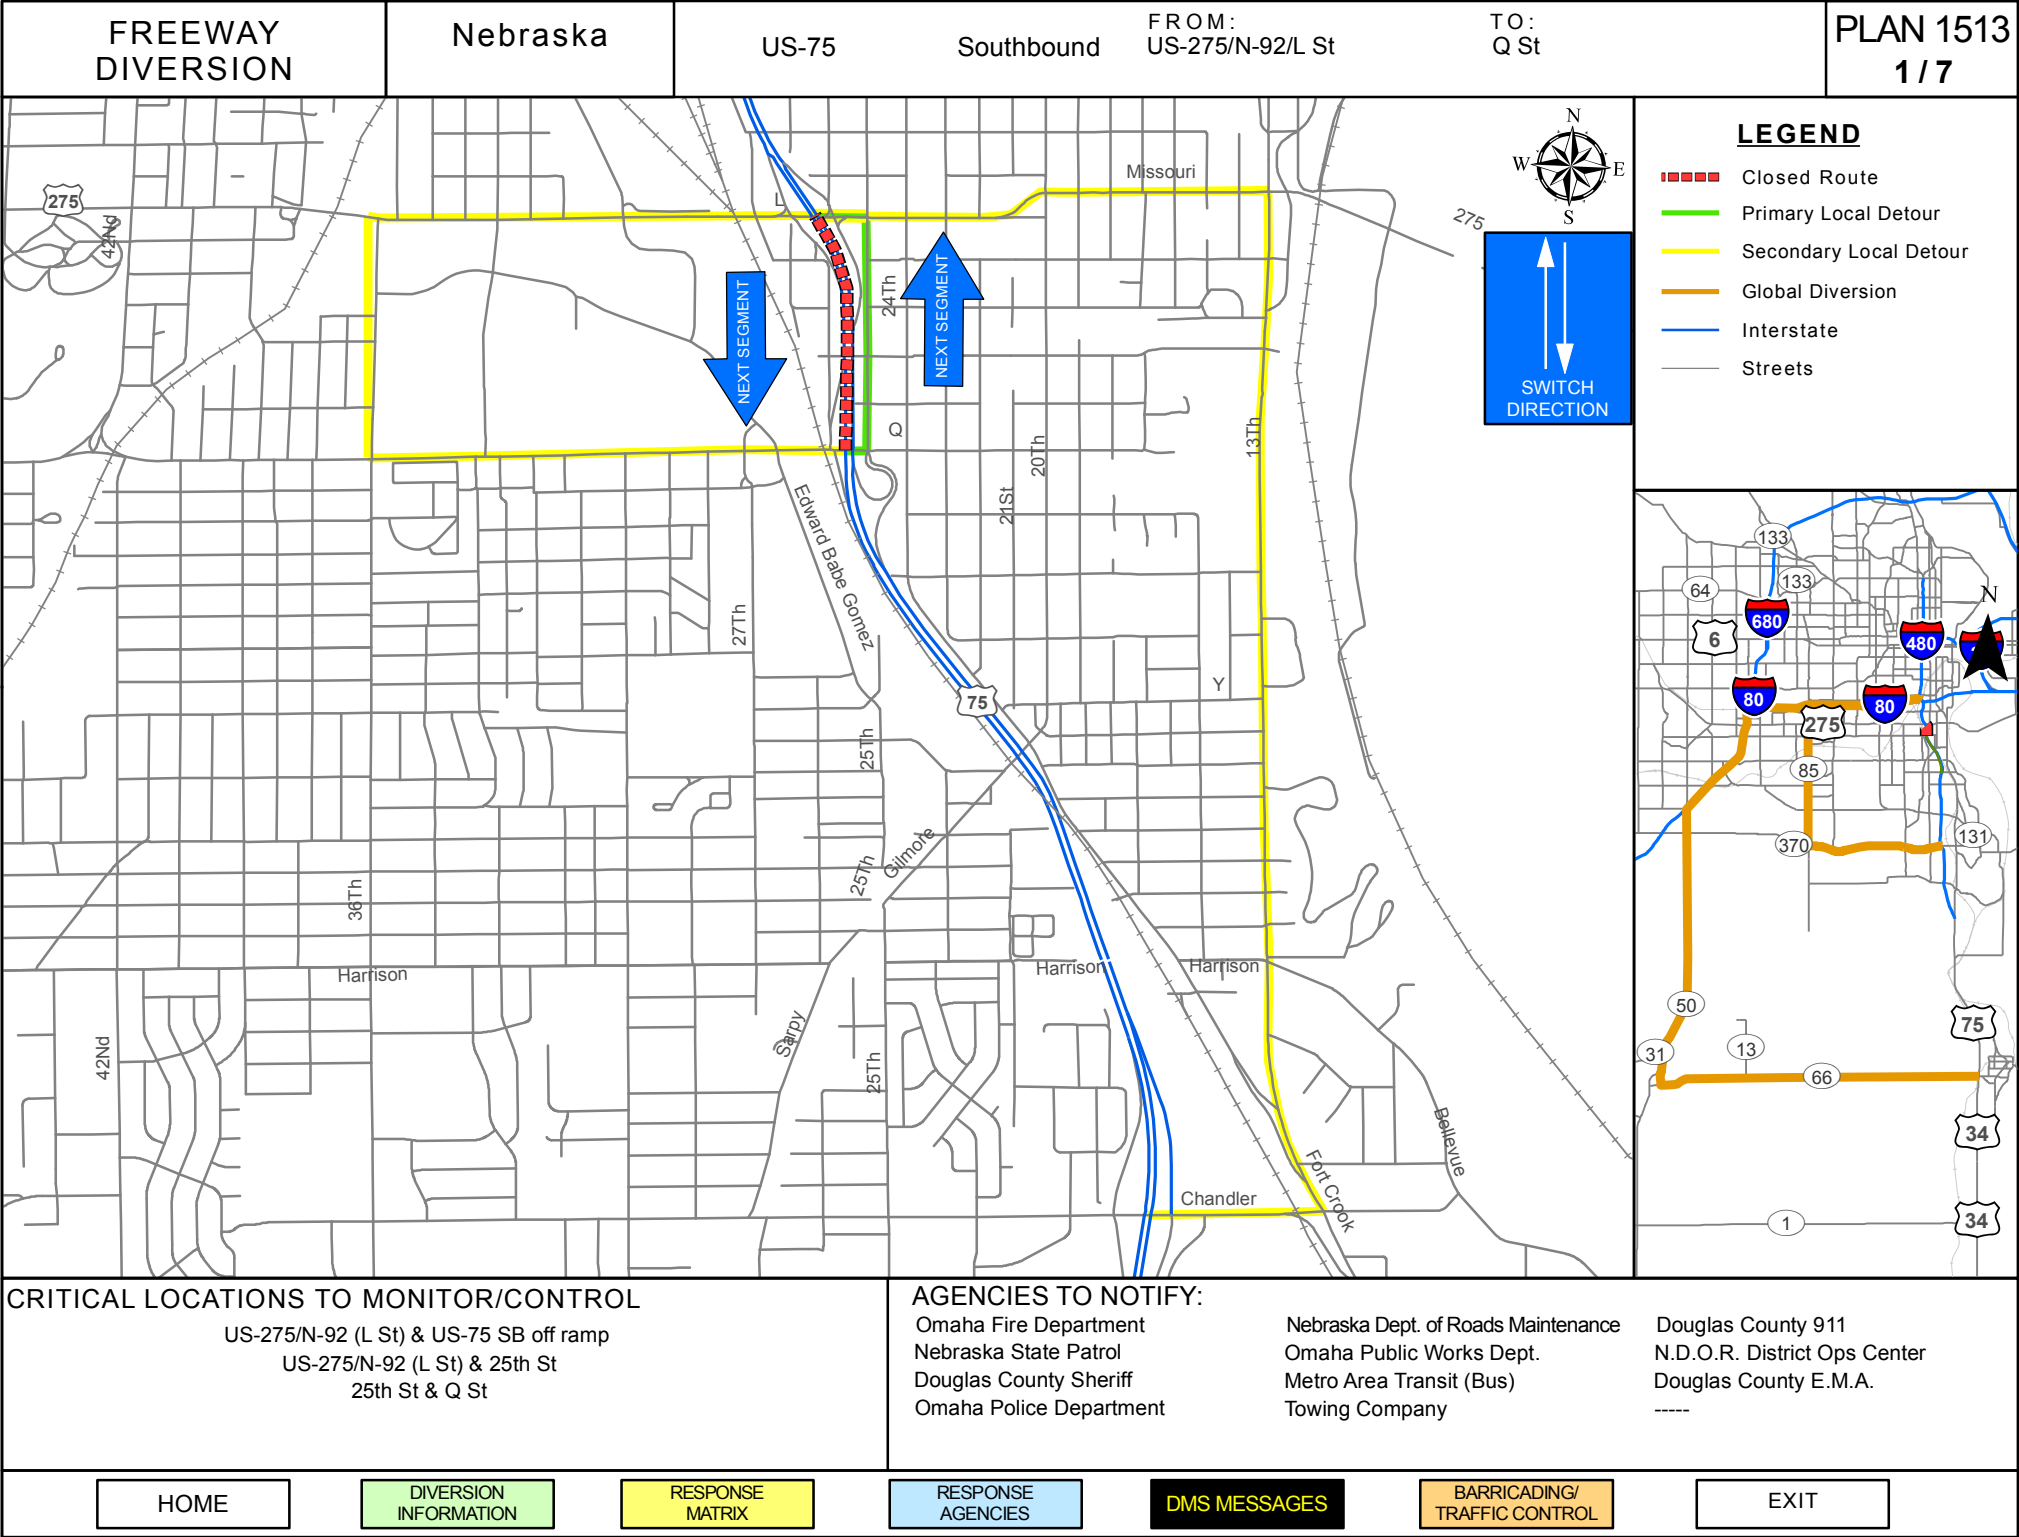 FREEWAY
DIVERSION
Nebraska
US-75
Southbound
FROM:
US-275/N-92/L St
TO:
Q St
PLAN 1513
1 / 7
N
W
E
S
SWITCH
DIRECTION
275
42Nd
L
Missouri
275
NEXT SEGMENT
NEXT SEGMENT
24Th
Q
20Th
21St
13Th
Edward Babe Gomez
27Th
75
Y
25Th
25Th
Gilmore
36Th
Harrison
Harrison
Harrison
42Nd
Sarpy
25Th
Bellevue
Fort Crook
Chandler
LEGEND
Closed Route
Primary Local Detour
Secondary Local Detour
Global Diversion
Interstate
Streets
133
133
64
6
680
480
N
80
80
275
85
370
131
50
31
13
66
75
34
34
1
CRITICAL LOCATIONS TO MONITOR/CONTROL
US-275/N-92 (L St) & US-75 SB off ramp
US-275/N-92 (L St) & 25th St
25th St & Q St
AGENCIES TO NOTIFY:
Omaha Fire Department
Nebraska State Patrol
Douglas County Sheriff
Omaha Police Department
Nebraska Dept. of Roads Maintenance
Omaha Public Works Dept.
Metro Area Transit (Bus)
Towing Company
Douglas County 911
N.D.O.R. District Ops Center
Douglas County E.M.A.
-----
HOME
DIVERSION
INFORMATION
RESPONSE
MATRIX
RESPONSE
AGENCIES
DMS MESSAGES
BARRICADING/
TRAFFIC CONTROL
EXIT